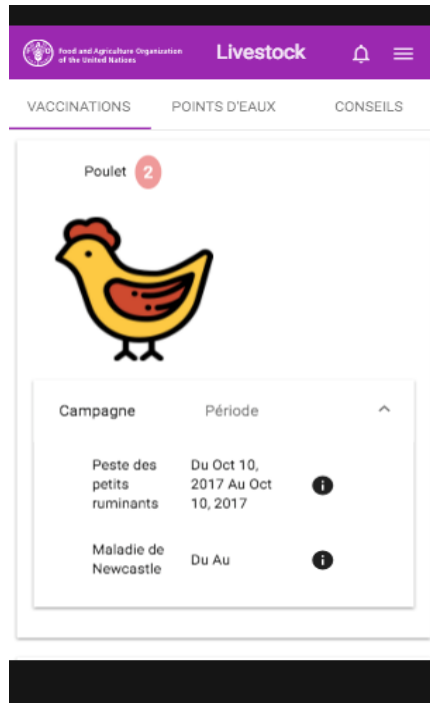 Food and Agriculture Organization
of the United Nations
Livestock
VACCINATIONS POINTS D'EAUX CONSEILS
Poulet 2
Campagne Période
Peste des petits ruminants Du Oct 10, 2017 Au Oct 10, 2017
Maladie de Newcastle Du Au